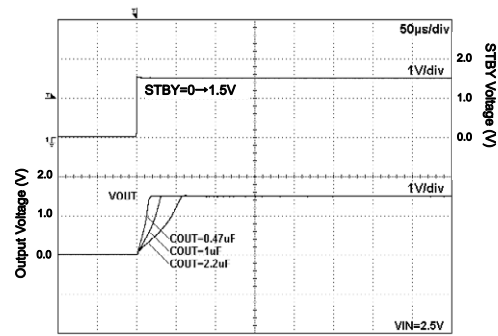 50μs/div
1V/div
STBY=0→1.5V
2.0
1.0
0.0
STBY Voltage (V)
Output Voltage (V)
2.0
1.0
0.0
1V/div
VOUT
COUT=0.47uF
COUT=1uF
COUT=2.2uF
VIN=2.5V